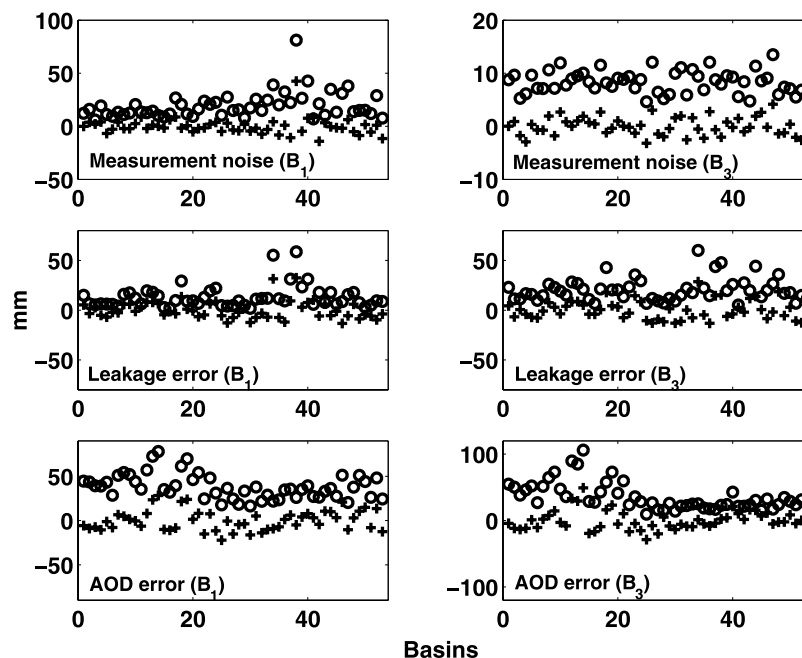 100
50
0
−50
0 20 40
Measurement noise (B1)
20
10
0
−10
0 20 40
Measurement noise (B3)
mm
50
0
−50
0 20 40
Leakage error (B1)
50
0
−50
0 20 40
Leakage error (B3)
50
0
−50
0 20 40
AOD error (B1)
100
0
−100
0 20 40
AOD error (B3)
Basins